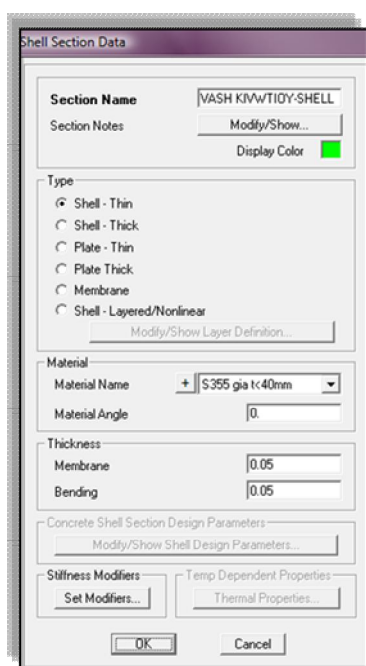 Shell Section Data
Section Name VASH KIVWTIOY-SHELL
Section Notes Modify/Show...
Display Color
Type
Shell - Thin
Shell - Thick
Plate - Thin
Plate Thick
Membrane
Shell - Layered/Nonlinear
Modify/Show Layer Definition...
Material
Material Name + S355 gia t<40mm
Material Angle 0.
Thickness
Membrane 0.05
Bending 0.05
Concrete Shell Section Design Parameters
Modify/Show Shell Design Parameters...
Stiffness Modifiers Temp Dependent Properties
Set Modifiers... Thermal Properties...
OK Cancel